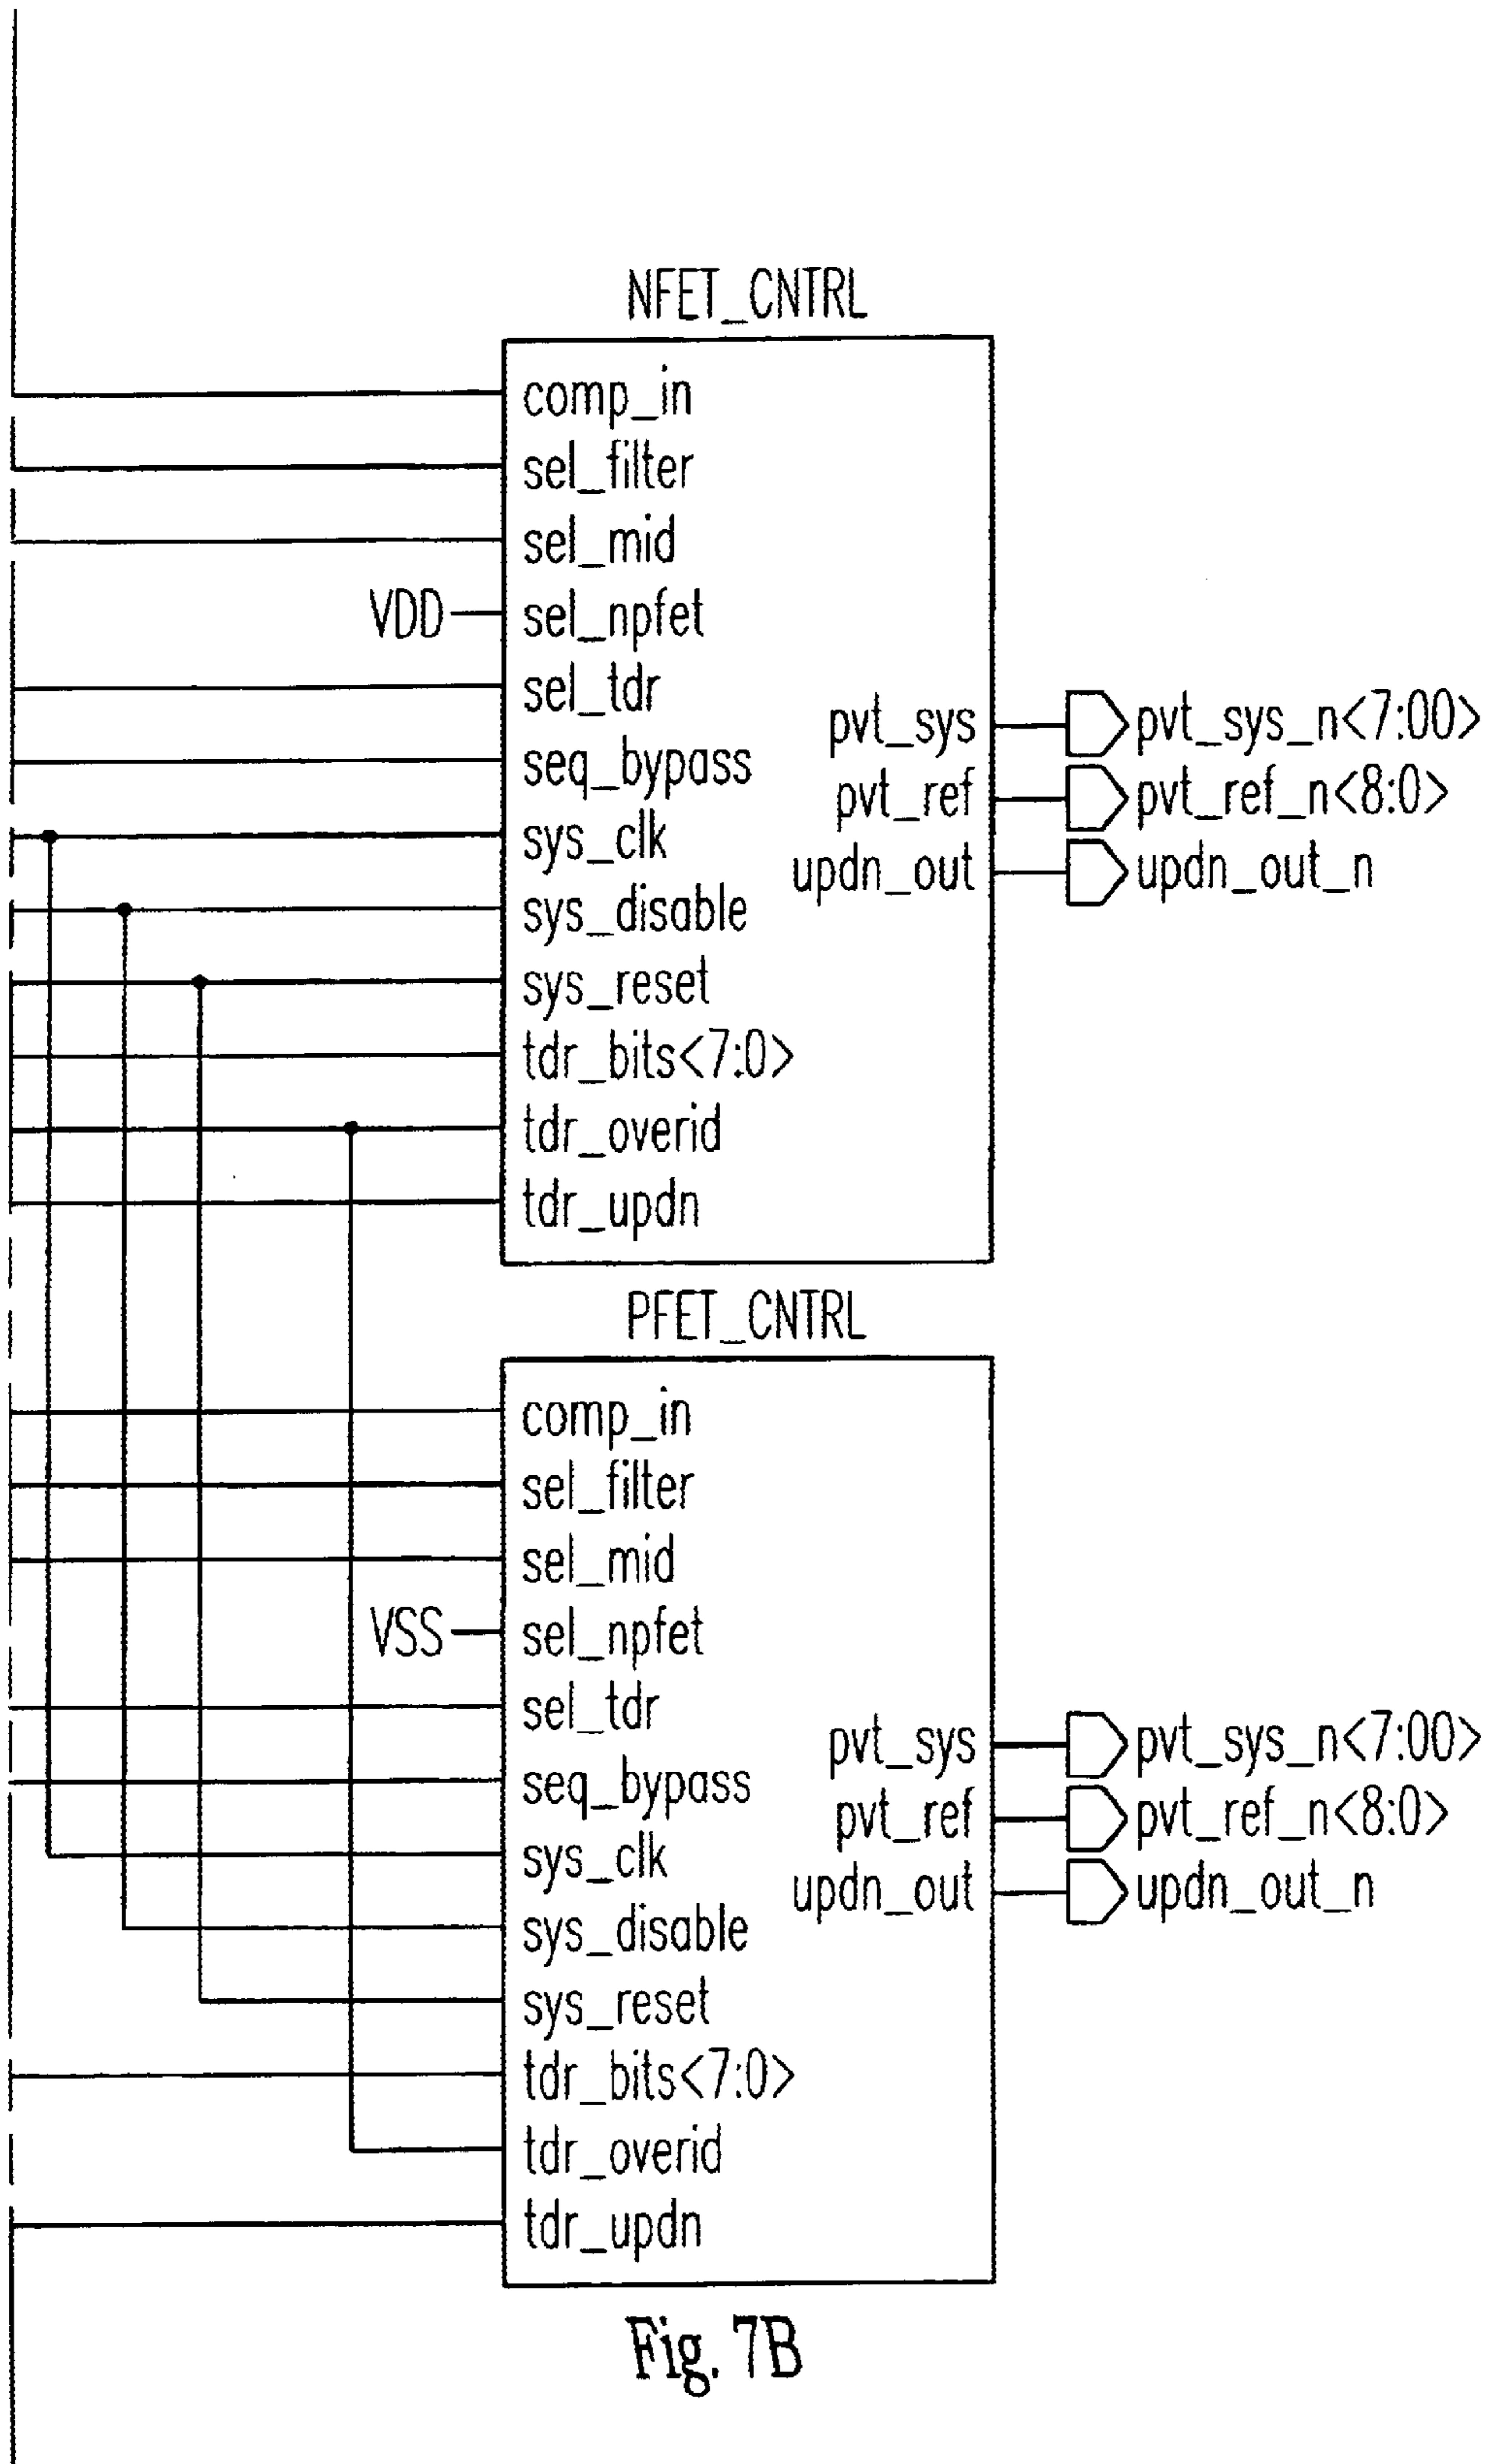 NFET_CNTRL
comp_in
sel_filter
sel_mid
VDD sel_npfet
sel_tdr
seq_bypass
sys_clk
sys_disable
sys_reset
tdr_bits<7:0>
tdr_overid
tdr_updn
pvt_sys pvt_sys_n<7:00>
pvt_ref pvt_ref_n<8:0>
updn_out updn_out_n
PFET_CNTRL
comp_in
sel_filter
sel_mid
VSS sel_npfet
sel_tdr
seq_bypass
sys_clk
sys_disable
sys_reset
tdr_bits<7:0>
tdr_overid
tdr_updn
pvt_sys pvt_sys_n<7:00>
pvt_ref pvt_ref_n<8:0>
updn_out updn_out_n
Fig. 7B